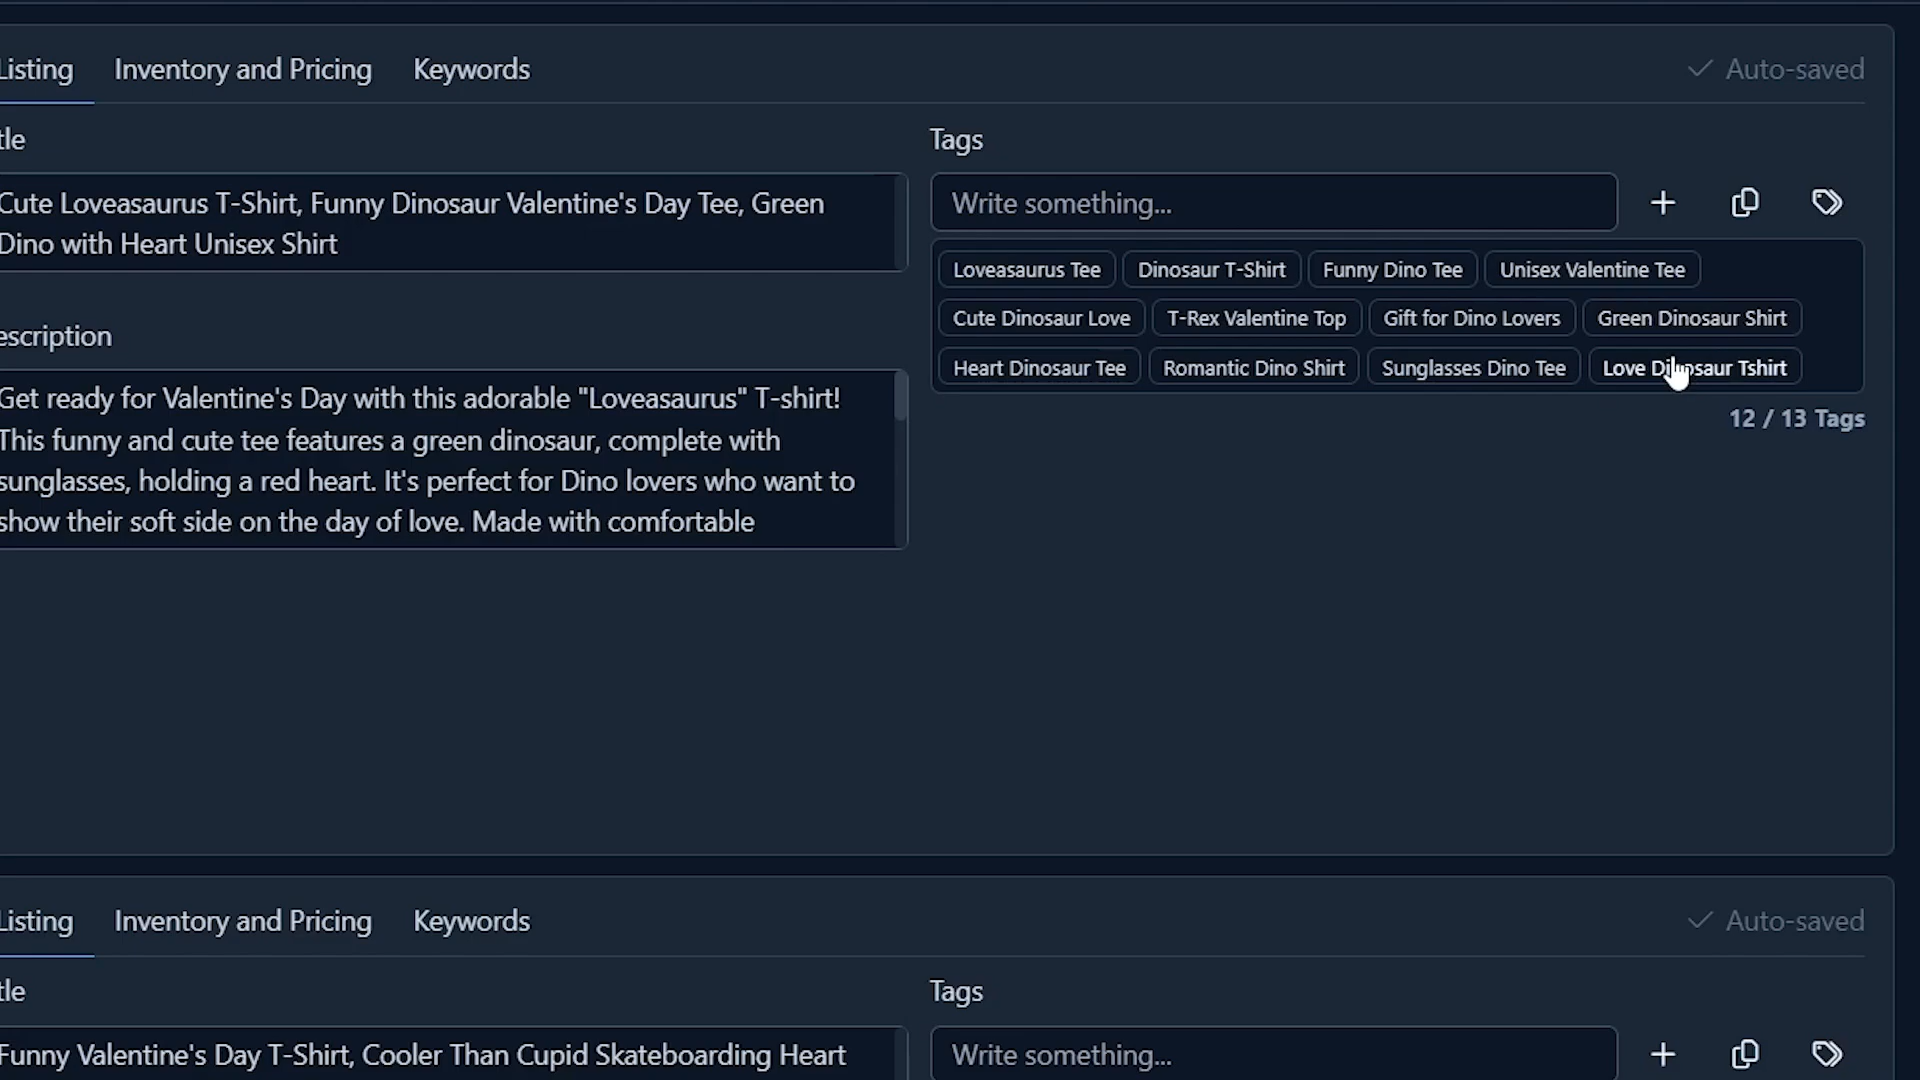 Listing Inventory and Pricing Keywords Auto-saved
tle
Tags
Cute Loveasaurus T-Shirt, Funny Dinosaur Valentine's Day Tee, Green
Dino with Heart Unisex Shirt
Write something...
Loveasaurus Tee Dinosaur T-Shirt Funny Dino Tee Unisex Valentine Tee
Cute Dinosaur Love T-Rex Valentine Top Gift for Dino Lovers Green Dinosaur Shirt
Heart Dinosaur Tee Romantic Dino Shirt Sunglasses Dino Tee Love Dinosaur Tshirt
12 / 13 Tags
escription
Get ready for Valentine's Day with this adorable "Loveasaurus" T-shirt!
This funny and cute tee features a green dinosaur, complete with
sunglasses, holding a red heart. It's perfect for Dino lovers who want to
show their soft side on the day of love. Made with comfortable
Listing Inventory and Pricing Keywords Auto-saved
tle
Tags
Funny Valentine's Day T-Shirt, Cooler Than Cupid Skateboarding Heart
Write something...